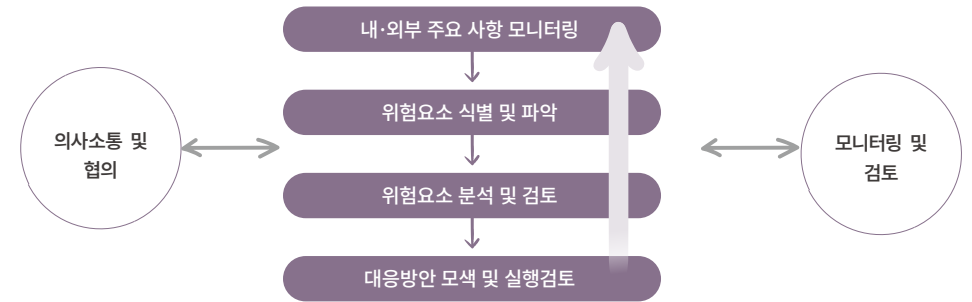 내·외부 주요 사항 모니터링
위험요소 식별 및 파악
의사소통 및
협의
모니터링 및
검토
위험요소 분석 및 검토
대응방안 모색 및 실행검토